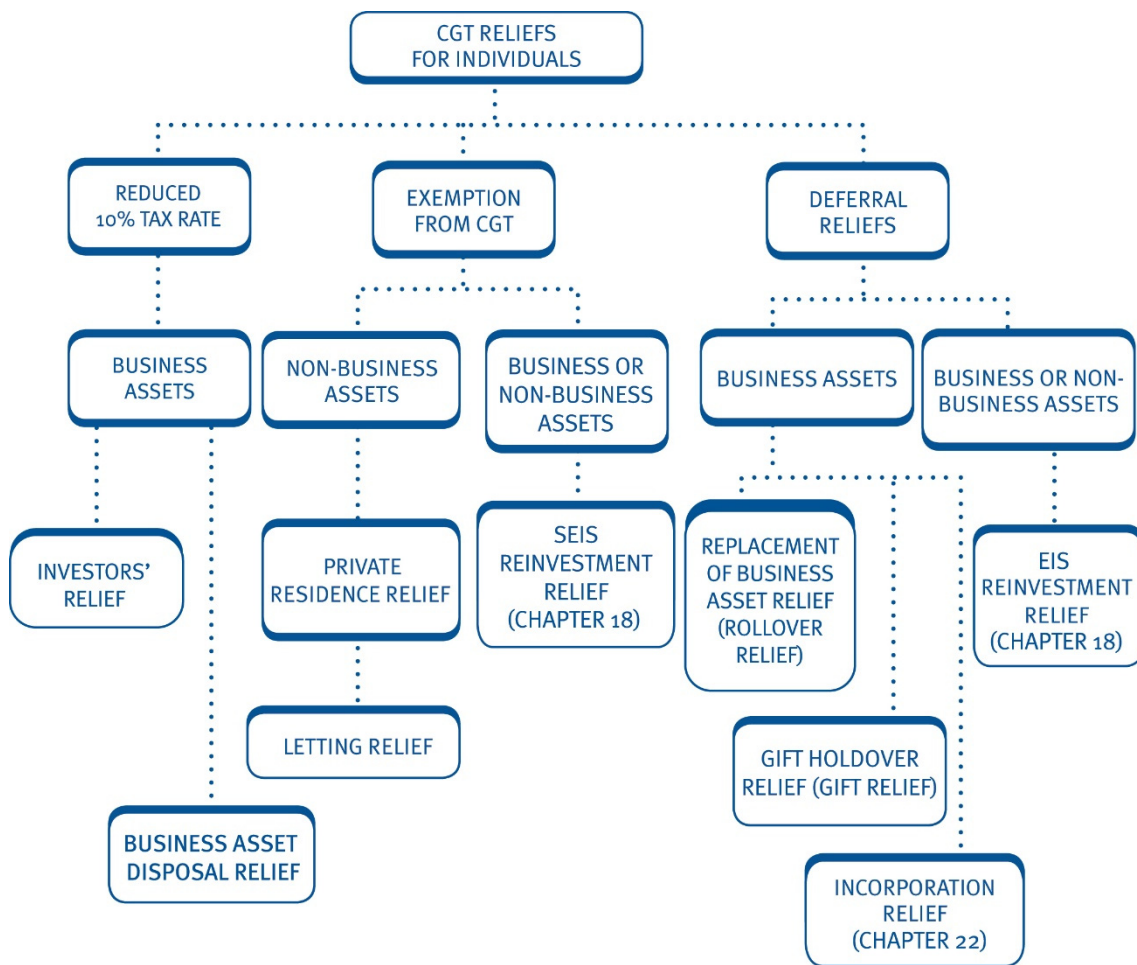 CGT RELIEFS
FOR INDIVIDUALS
REDUCED
10% TAX RATE
EXEMPTION
FROM CGT
DEFERRAL
RELIEFS
BUSINESS
ASSETS
NON-BUSINESS
ASSETS
BUSINESS OR
NON-BUSINESS
ASSETS
BUSINESS ASSETS
BUSINESS OR NON-
BUSINESS ASSETS
INVESTORS’
RELIEF
PRIVATE
RESIDENCE RELIEF
SEIS
REINVESTMENT
RELIEF
(CHAPTER 18)
REPLACEMENT
OF BUSINESS
ASSET RELIEF
(ROLLOVER
RELIEF)
EIS
REINVESTMENT
RELIEF
(CHAPTER 18)
LETTING RELIEF
GIFT HOLDOVER
RELIEF (GIFT RELIEF)
BUSINESS ASSET
DISPOSAL RELIEF
INCORPORATION
RELIEF
(CHAPTER 22)